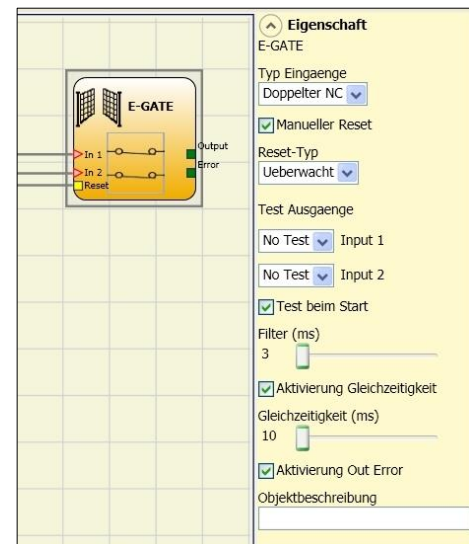 E-GATE
In 1
In 2
Reset
Output
Error
Eigenschaft
E-GATE
Typ Eingaenge
Doppelter NC
Manueller Reset
Reset-Typ
Ueberwacht
Test Ausgaenge
No Test Input 1
No Test Input 2
Test beim Start
Filter (ms)
3
Aktivierung Gleichzeitigkeit
Gleichzeitigkeit (ms)
10
Aktivierung Out Error
Objektbeschreibung